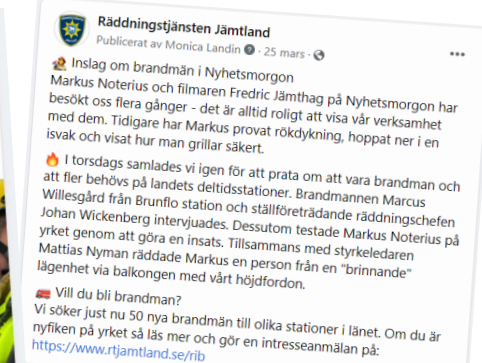 Räddningstjänsten Jämtland
Publicerat av Monica Landin · 25 mars ·
Inslag om brandmän i Nyhetsmorgon
Markus Noterius och filmaren Fredric Jämthag på Nyhetsmorgon har
besökt oss flera gånger - det är alltid roligt att visa vår verksamhet
med dem. Tidigare har Markus provat rökdykning, hoppat ner i en
isvak och visat hur man grillar säkert.
I torsdags samlades vi igen för att prata om att vara brandman och
att fler behövs på landets deltidsstationer. Brandmannen Marcus
Willesgård från Brunflo station och ställföreträdande räddningschefen
Johan Wickenberg intervjuades. Dessutom testade Markus Noterius på
yrket genom att göra en insats. Tillsammans med styrkeledaren
Mattias Nyman räddade Markus en person från en "brinnande"
lägenhet via balkongen med vårt höjdfordon.
Vill du bli brandman?
Vi söker just nu 50 nya brandmän till olika stationer i länet. Om du är
nyfiken på yrket så läs mer och gör en intresseanmälan på:
https://www.rtjamtland.se/rib